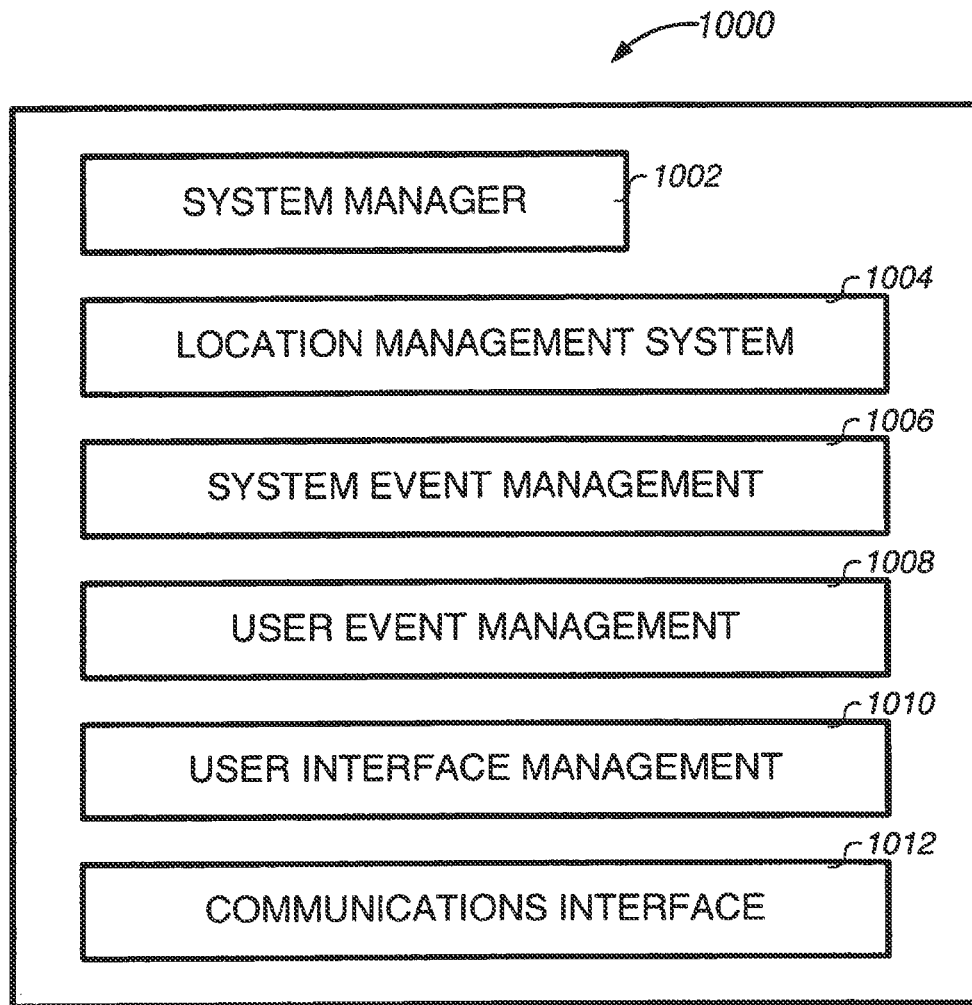 1000
SYSTEM MANAGER
1002
1004
LOCATION MANAGEMENT SYSTEM
1006
SYSTEM EVENT MANAGEMENT
1008
USER EVENT MANAGEMENT
1010
USER INTERFACE MANAGEMENT
1012
COMMUNICATIONS INTERFACE